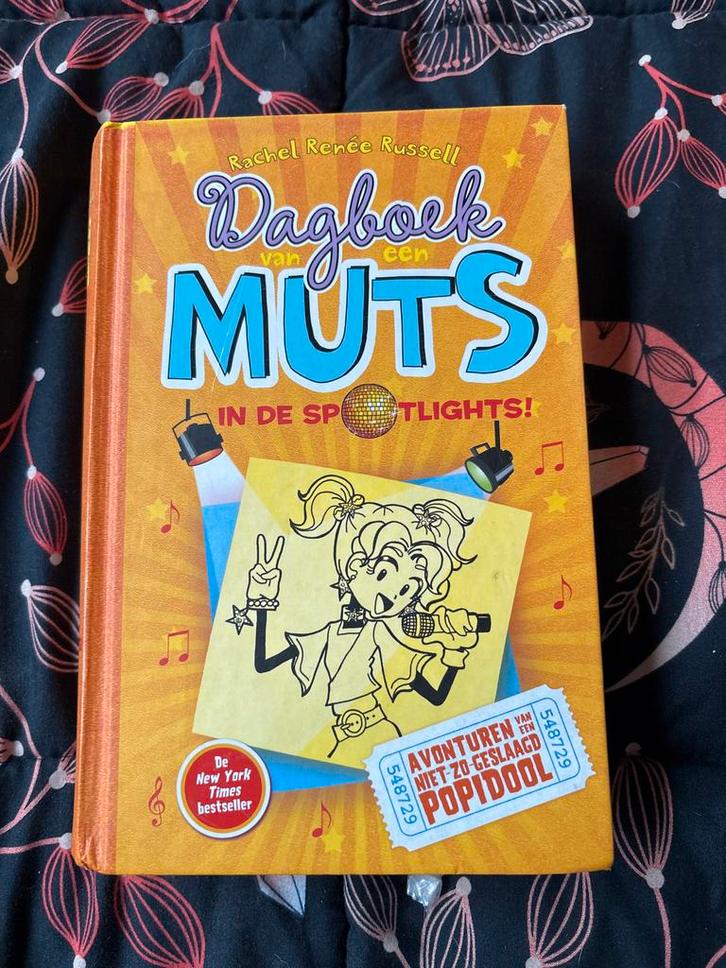 Rachel Renée Russell
Dagboek
van een
MUTS
IN DE SPOTLIGHTS!
De
New York
Times
bestseller
548729
AVONTUREN VAN EEN
NIET-ZO-GESLAAGD
POPIDOOL
548729